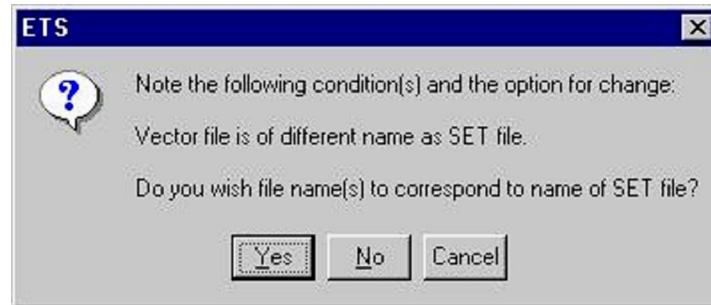 ETS
Note the following condition(s) and the option for change:
Vector file is of different name as SET file.
Do you wish file name(s) to correspond to name of SET file?
Yes No Cancel